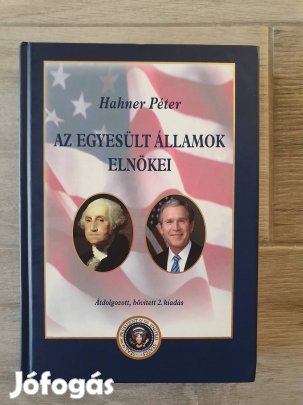 Hahner Péter
AZ EGYESÜLT ÁLLAMOK
ELNÖKEI
Átdolgozott, bővített 2. kiadás
Jófogás